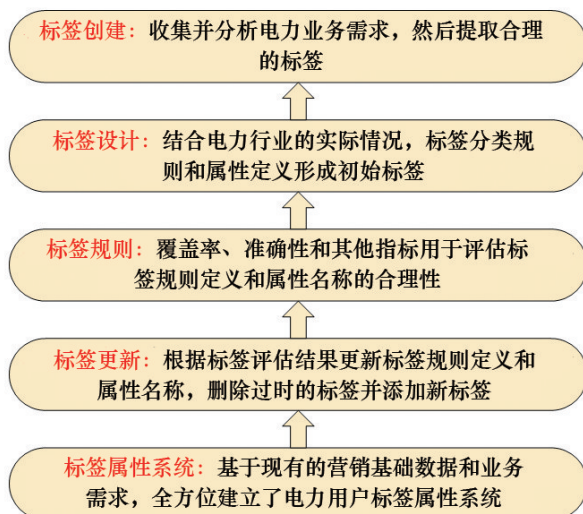 标签创建：收集并分析电力业务需求，然后提取合理
的标签
标签设计：结合电力行业的实际情况，标签分类规
则和属性定义形成初始标签
标签规则：覆盖率、准确性和其他指标用于评估标
签规则定义和属性名称的合理性
标签更新：根据标签评估结果更新标签规则定义和
属性名称，删除过时的标签并添加新标签
标签属性系统：基于现有的营销基础数据和业务
需求，全方位建立了电力用户标签属性系统